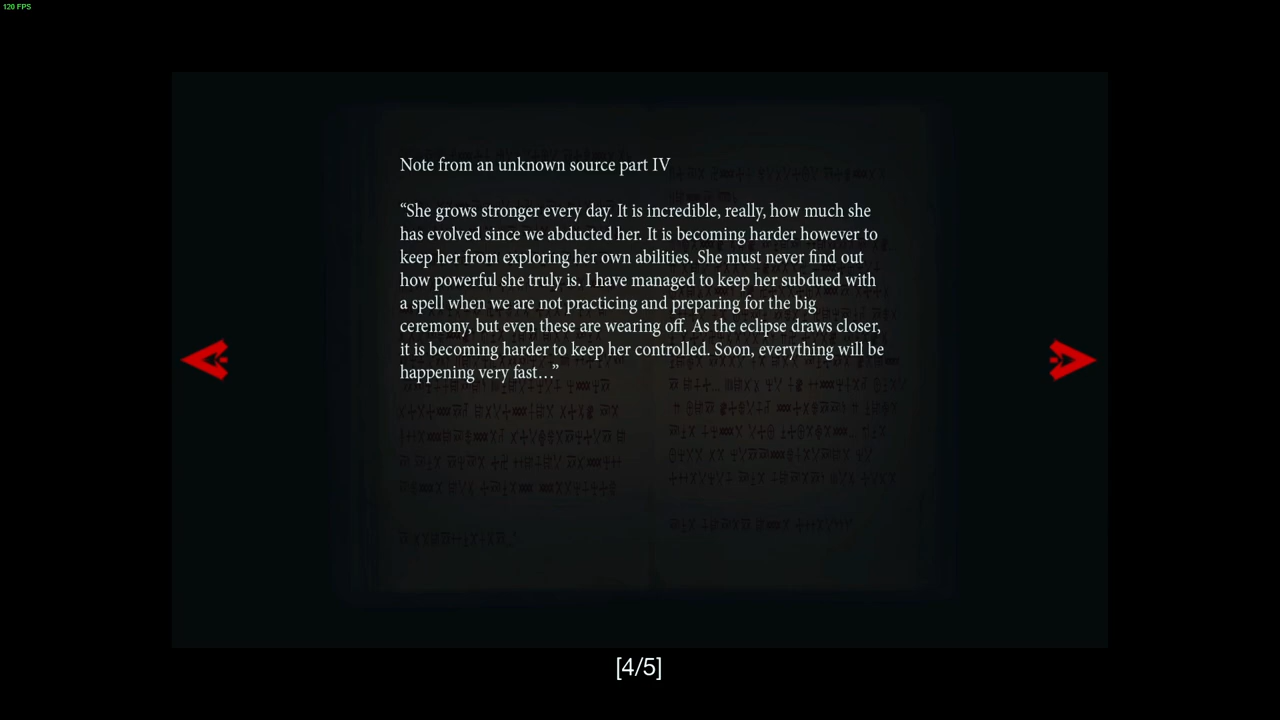 120 FPS
Note from an unknown source part IV
“She grows stronger every day. It is incredible, really, how much she
has evolved since we abducted her. It is becoming harder however to
keep her from exploring her own abilities. She must never find out
how powerful she truly is. I have managed to keep her subdued with
a spell when we are not practicing and preparing for the big
ceremony, but even these are wearing off. As the eclipse draws closer,
it is becoming harder to keep her controlled. Soon, everything will be
happening very fast…”
[4/5]